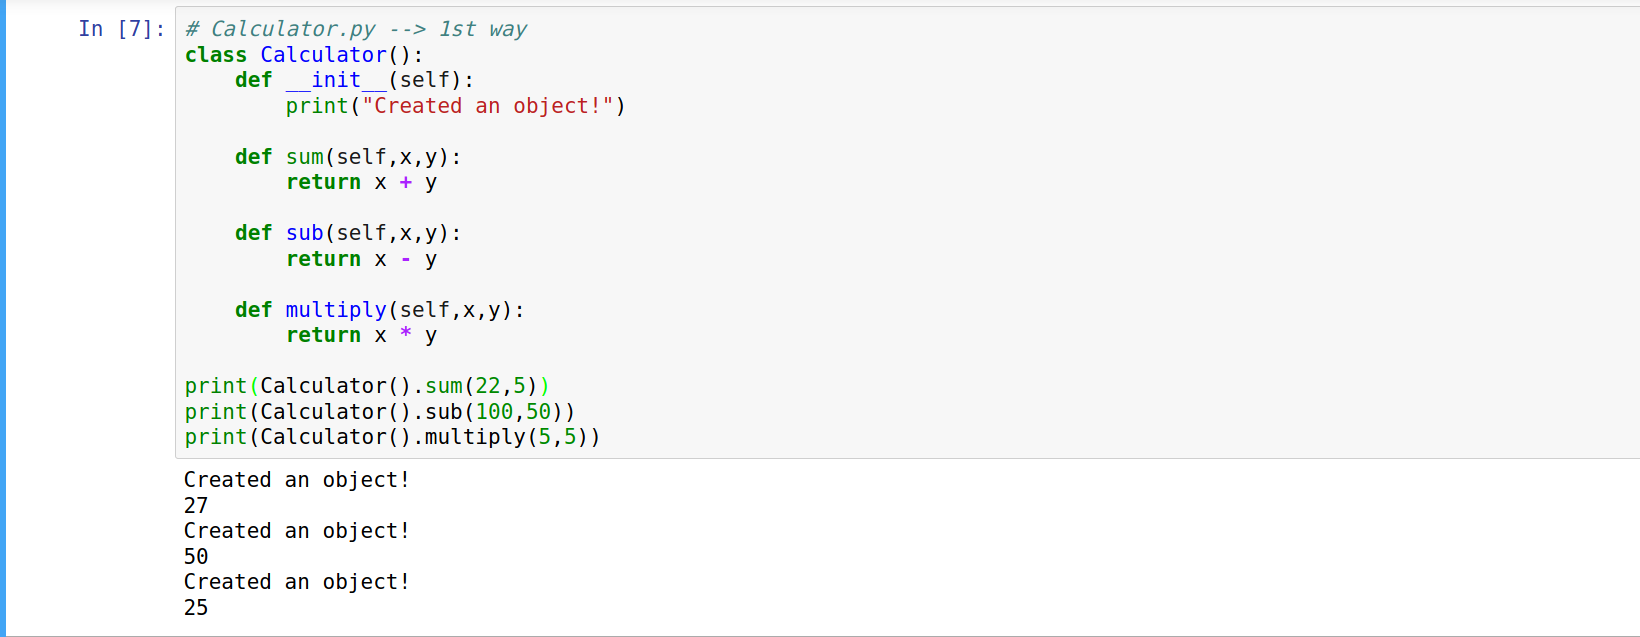 In [7]: # Calculator.py --> 1st way
class Calculator():
    def __init__(self):
        print("Created an object!")
    def sum(self,x,y):
        return x + y
    def sub(self,x,y):
        return x - y
    def multiply(self,x,y):
        return x * y
print(Calculator().sum(22,5))
print(Calculator().sub(100,50))
print(Calculator().multiply(5,5))
Created an object!
27
Created an object!
50
Created an object!
25